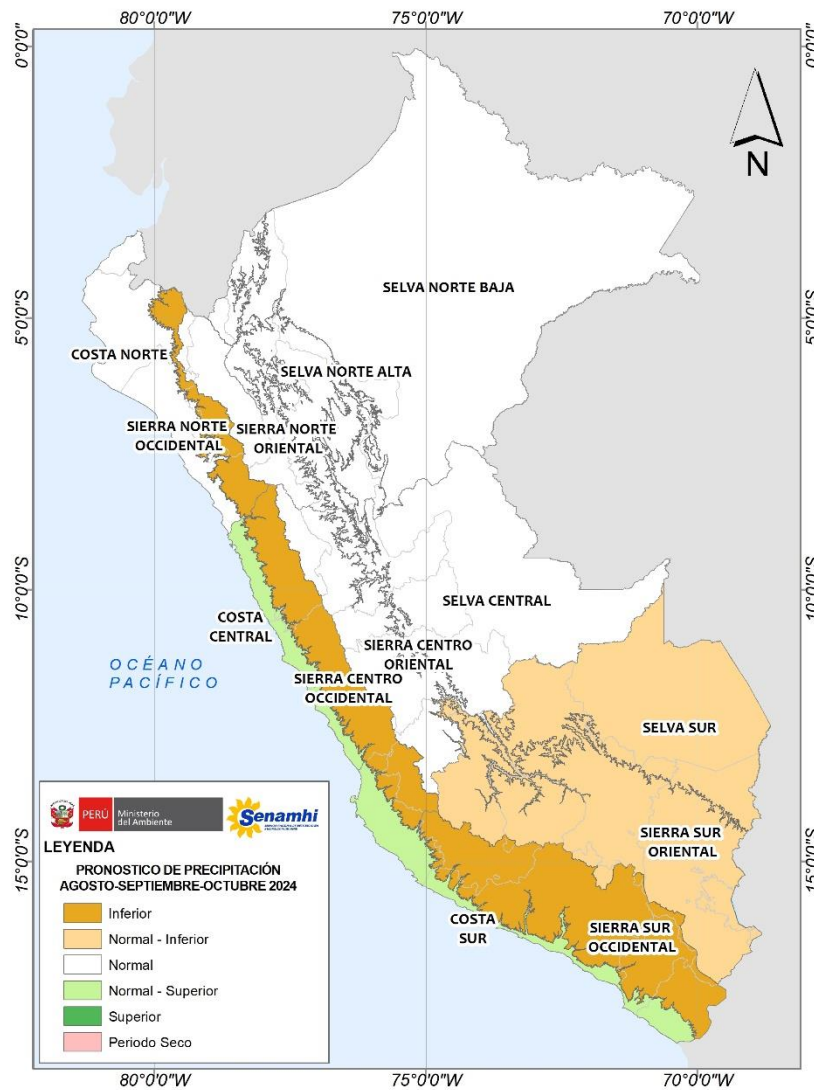 80°0'0"S
75°0'0"S
70°0'0"S
0°0'0"
0°0'0"S
N
SELVA NORTE BAJA
5°0'0"S
5°0'0"S
COSTA NORTE
SELVA NORTE ALTA
SIERRA NORTE
OCCIDENTAL
SIERRA NORTE
ORIENTAL
10°0'0"S
10°0'0"S
SELVA CENTRAL
COSTA
CENTRAL
SIERRA CENTRO
ORIENTAL
OCÉANO
PACÍFICO
SIERRA CENTRO
OCCIDENTAL
SELVA SUR
SIERRA SUR
ORIENTAL
15°0'0"S
15°0'0"S
COSTA
SUR
SIERRA SUR
OCCIDENTAL
PERÚ
Ministerio
del Ambiente
Senamhi
LEYENDA
PRONOSTICO DE PRECIPITACIÓN
AGOSTO-SEPTIEMBRE-OCTUBRE 2024
Inferior
Normal - Inferior
Normal
Normal - Superior
Superior
Periodo Seco
80°0'0"W
75°0'0"W
70°0'0"W